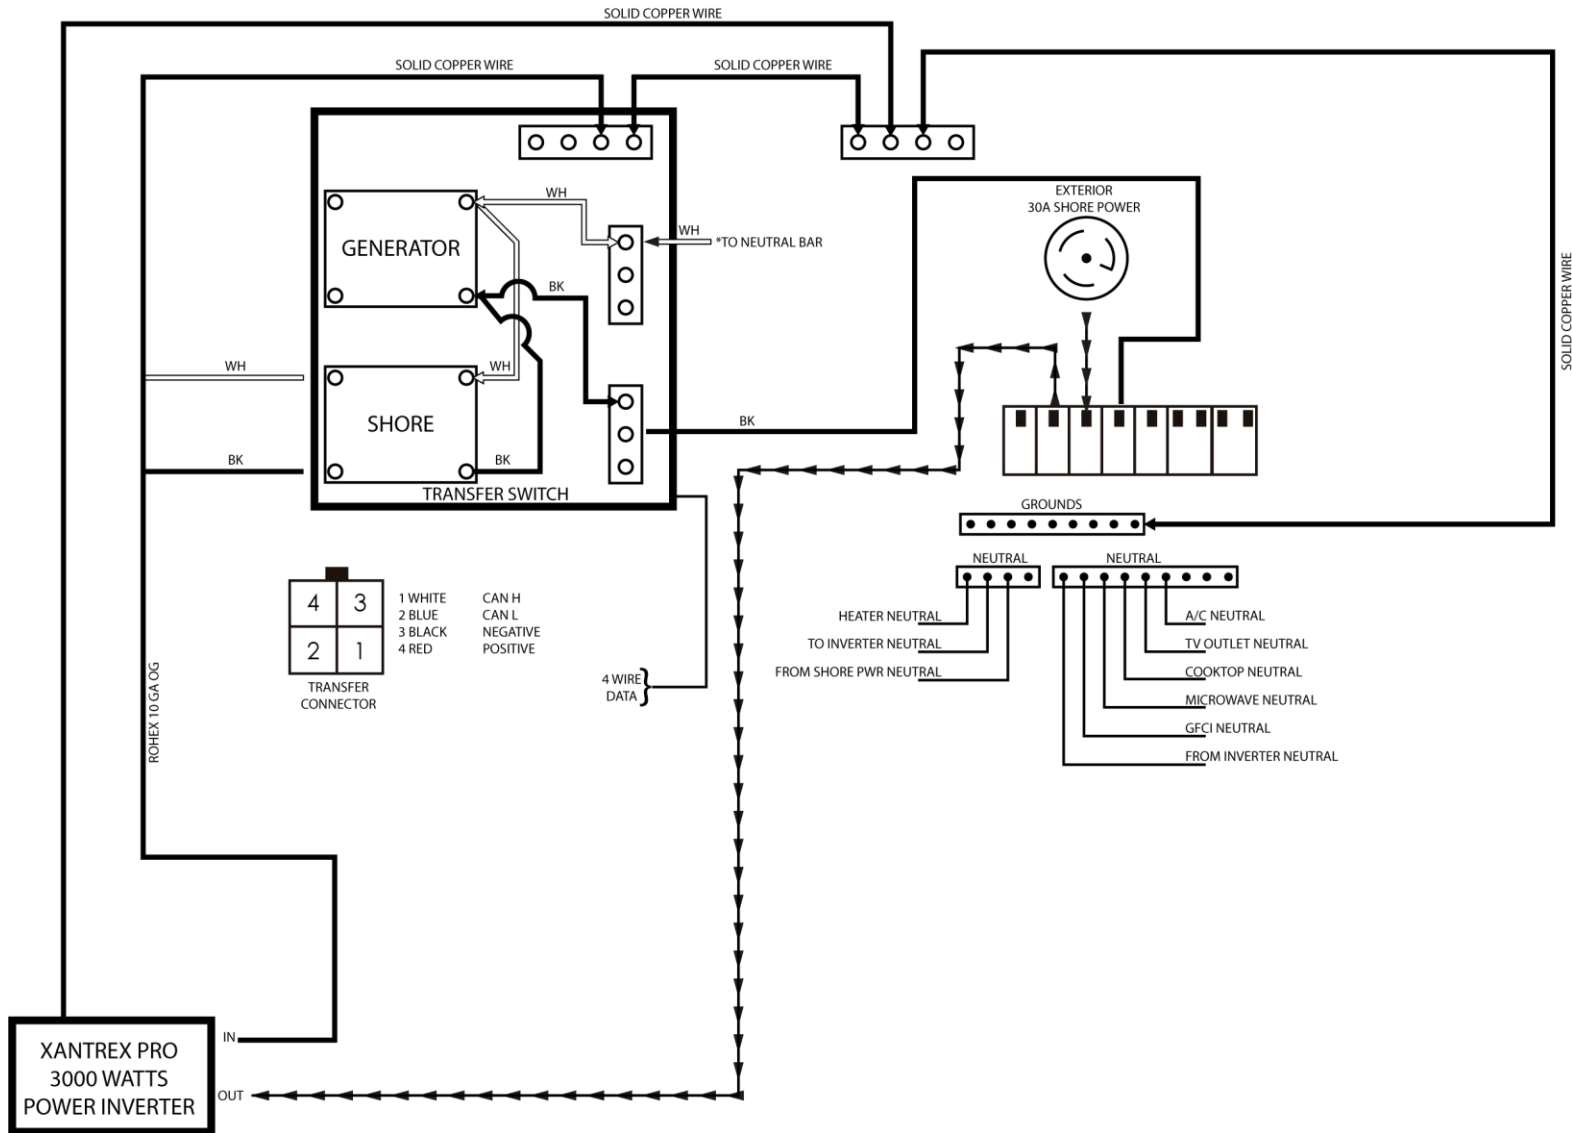 SOLID COPPER WIRE
SOLID COPPER WIRE
SOLID COPPER WIRE
EXTERIOR
30A SHORE POWER
WH
WH
*TO NEUTRAL BAR
GENERATOR
BK
SOLID COPPER WIRE
WH
WH
SHORE
BK
BK
BK
TRANSFER SWITCH
GROUNDS
NEUTRAL
NEUTRAL
4 3
2 1
TRANSFER
CONNECTOR
1 WHITE CAN H
2 BLUE CAN L
3 BLACK NEGATIVE
4 RED POSITIVE
HEATER NEUTRAL
TO INVERTER NEUTRAL
FROM SHORE PWR NEUTRAL
A/C NEUTRAL
TV OUTLET NEUTRAL
COOKTOP NEUTRAL
MICROWAVE NEUTRAL
GFCI NEUTRAL
FROM INVERTER NEUTRAL
4 WIRE
DATA
ROHEX 10 GA OG
IN
OUT
XANTREX PRO
3000 WATTS
POWER INVERTER